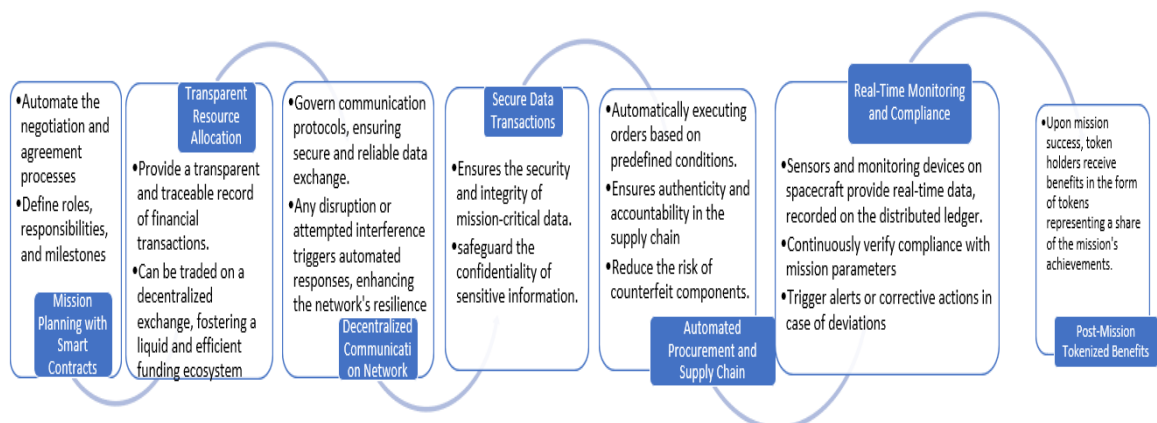 •Automate the
negotiation and
agreement
processes
•Define roles,
responsibilities,
and milestones
Mission
Planning with
Smart
Contracts
Transparent
Resource
Allocation
•Provide a transparent
and traceable record
of financial
transactions.
•Can be traded on a
decentralized
exchange, fostering a
liquid and efficient
funding ecosystem
•Govern communication
protocols, ensuring
secure and reliable data
exchange.
•Any disruption or
attempted interference
triggers automated
responses, enhancing
the network's resilience
Decentralized
Communicati
on Network
Secure Data
Transactions
•Ensures the security
and integrity of
mission-critical data.
•safeguard the
confidentiality of
sensitive information.
•Automatically executing
orders based on
predefined conditions.
•Ensures authenticity and
accountability in the
supply chain
•Reduce the risk of
counterfeit components.
Automated
Procurement and
Supply Chain
Real-Time Monitoring
and Compliance
•Sensors and monitoring devices on
spacecraft provide real-time data,
recorded on the distributed ledger.
•Continuously verify compliance with
mission parameters
•Trigger alerts or corrective actions in
case of deviations
•Upon mission
success, token
holders receive
benefits in the form
of tokens
representing a share
of the mission's
achievements.
Post-Mission
Tokenized Benefits